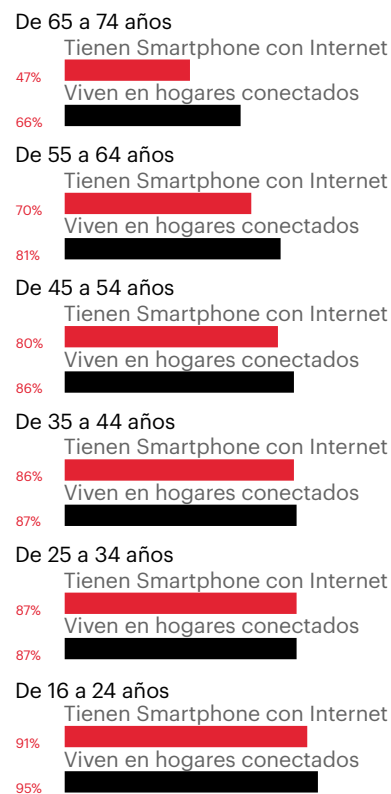 De 65 a 74 años
Tienen Smartphone con Internet
47%
Viven en hogares conectados
66%
De 55 a 64 años
Tienen Smartphone con Internet
70%
Viven en hogares conectados
81%
De 45 a 54 años
Tienen Smartphone con Internet
80%
Viven en hogares conectados
86%
De 35 a 44 años
Tienen Smartphone con Internet
86%
Viven en hogares conectados
87%
De 25 a 34 años
Tienen Smartphone con Internet
87%
Viven en hogares conectados
87%
De 16 a 24 años
Tienen Smartphone con Internet
91%
Viven en hogares conectados
95%